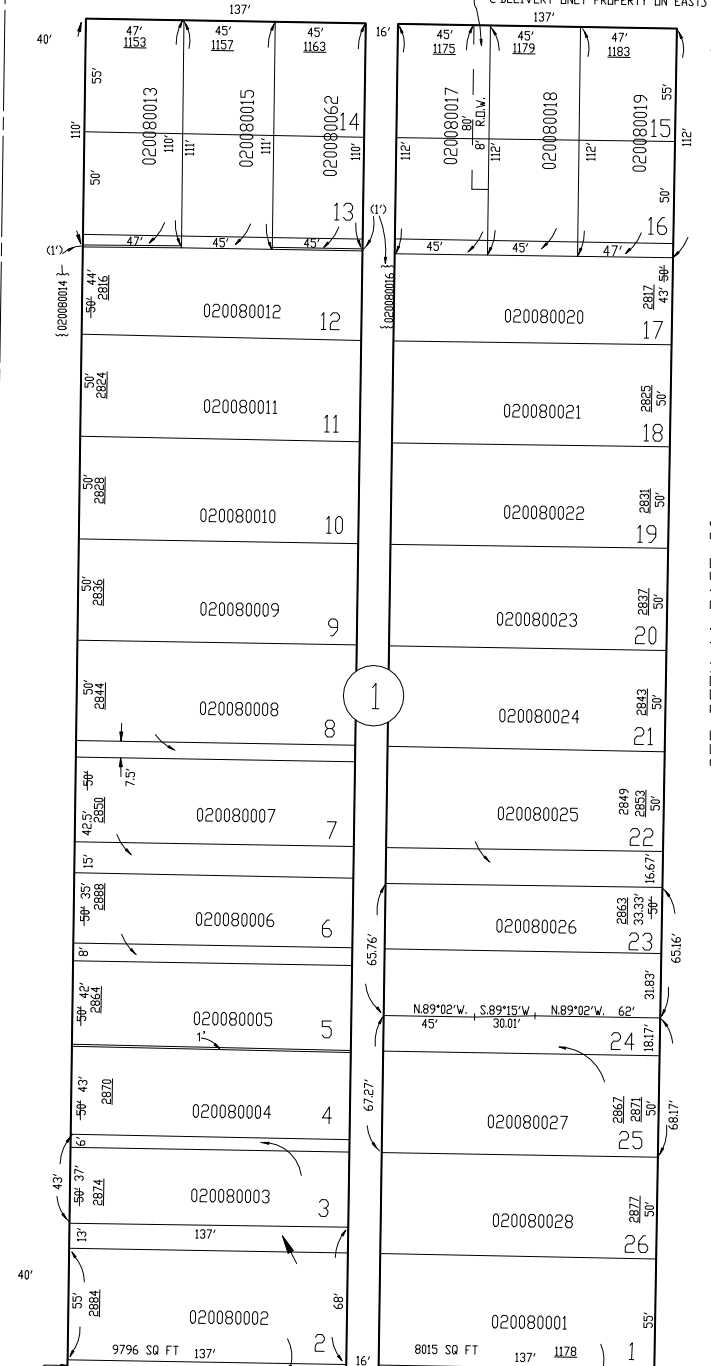 C DELIVERY ONLY PROPERTY ON EASTS
137' 137'
40' 47' 45' 45' 16' 45' 45' 47'
1153 1157 1163 1175 1179 1183
55' 020080013 020080015 020080062 14 020080017 80' 8' R.O.W. 020080018 020080019 55' 15
110' 110' 111' 111' 110' 112' 112' 112' 112'
50' 13 (1') 50' 16
(1') 47' 45' 45' 45' 45' 47'
{020080014} 50' 44' 2816 020080012 12 {020080016} 020080020 2817 43' 50' 17
50' 2824 020080011 11 020080021 2825 50' 18
50' 2828 020080010 10 020080022 2831 50' 19
50' 2836 020080009 9 020080023 2837 50' 20
50' 2844 020080008 8 1 020080024 2843 50' 21
7.5'
50' 42.5' 2850 020080007 7 020080025 2849 2853 50' 22
15' 16.67'
50' 35' 2888 020080006 6 020080026 2863 33.33' 50' 23
8' 65.76' 65.16' 31.83'
50' 42' 2864 020080005 5 N.89°02'W. S.89°15'W N.89°02'W. 62'
1' 45' 30.01' 24 18.17'
50' 43' 2870 020080004 4 67.27' 020080027 2867 2871 50' 25 68.17'
6'
43' 50' 37' 2874 020080003 3 020080028 2877 50' 26
13' 137'
40' 55' 2884 020080002 2 68' 020080001 1 55'
9796 SQ FT 137' 16' 8015 SQ FT 137' 1178